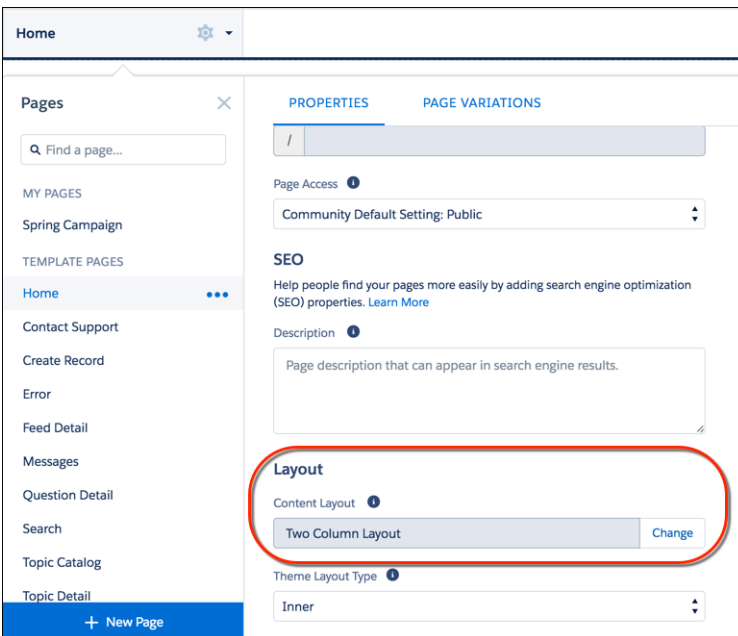 Home
Pages
Find a page...
MY PAGES
Spring Campaign
TEMPLATE PAGES
Home
Contact Support
Create Record
Error
Feed Detail
Messages
Question Detail
Search
Topic Catalog
Topic Detail
+ New Page
PROPERTIES
PAGE VARIATIONS
/
Page Access
Community Default Setting: Public
SEO
Help people find your pages more easily by adding search engine optimization
(SEO) properties. Learn More
Description
Page description that can appear in search engine results.
Layout
Content Layout
Two Column Layout
Change
Theme Layout Type
Inner